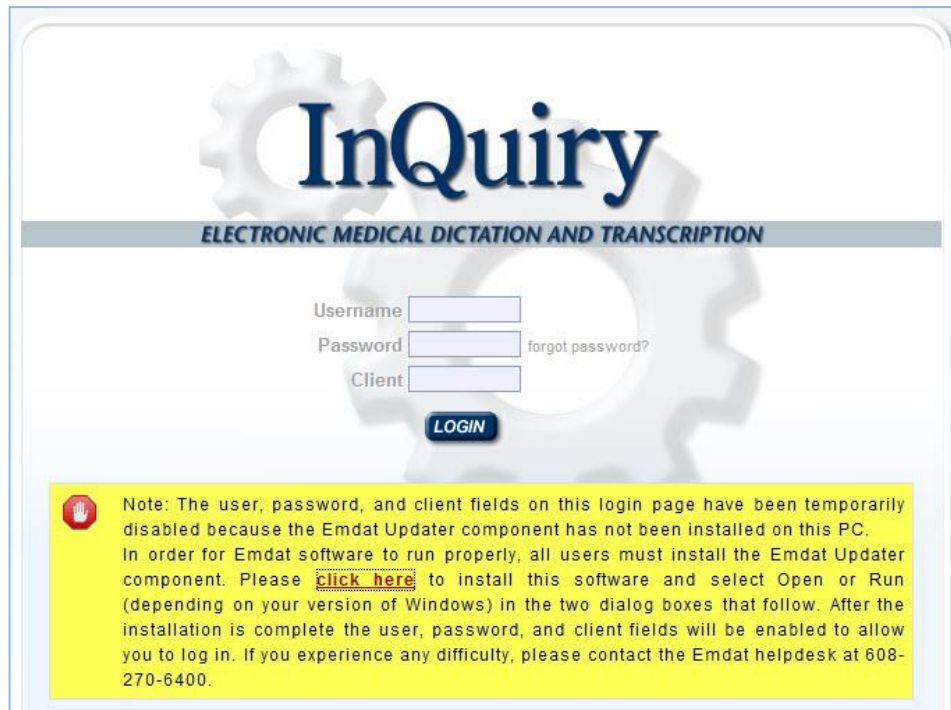 InQuiry
ELECTRONIC MEDICAL DICTATION AND TRANSCRIPTION
Username
Password forgot password?
Client
LOGIN
Note: The user, password, and client fields on this login page have been temporarily
disabled because the Emdat Updater component has not been installed on this PC.
In order for Emdat software to run properly, all users must install the Emdat Updater
component. Please click here to install this software and select Open or Run
(depending on your version of Windows) in the two dialog boxes that follow. After the
installation is complete the user, password, and client fields will be enabled to allow
you to log in. If you experience any difficulty, please contact the Emdat helpdesk at 608-
270-6400.